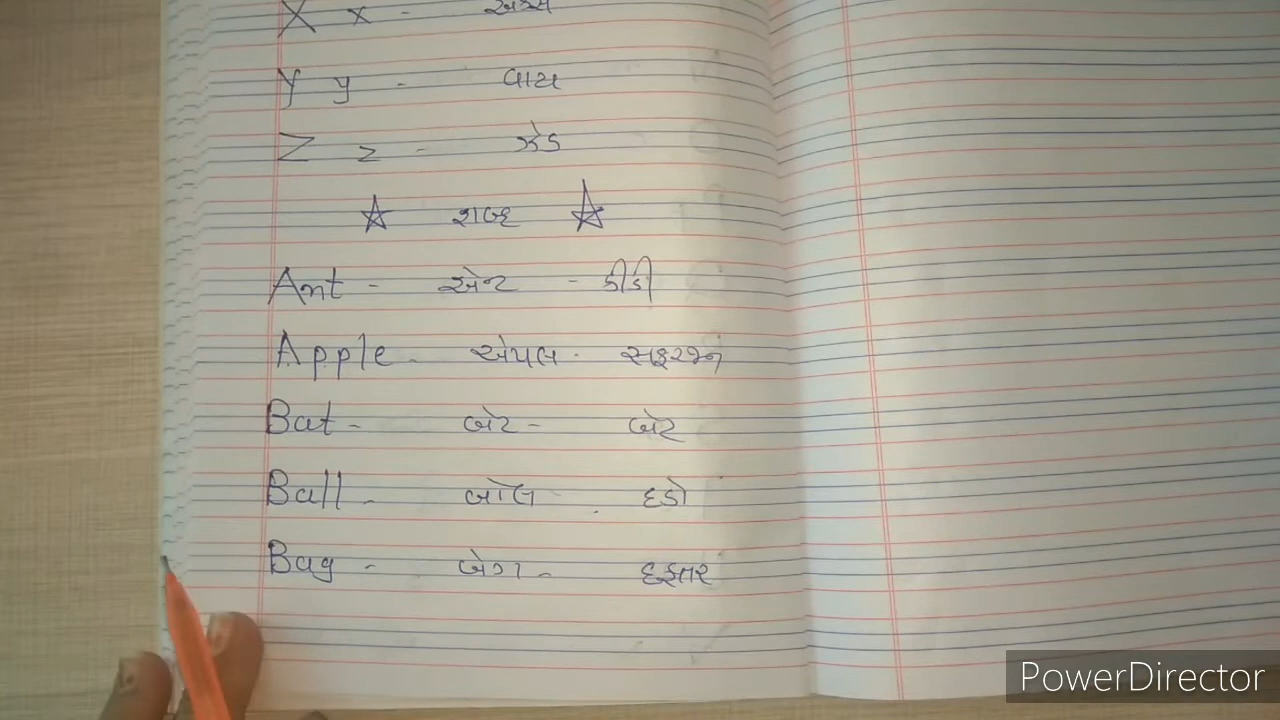 X x - એક્સ
Y y - વાય
Z z - ઝેડ
શબ્દ
Ant - એન્ટ - કીડી
Apple - એપલ - સફરજન
Bat - બેટ - બેટ
Ball - બોલ - દડો
Bag - બેગ - દફતર
PowerDirector